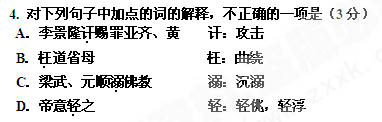 4. 对下列句子中加点的词的解释，不正确的一项是（3分）
A. 李景隆讦赐罪亚齐、黄 讦：攻击
B. 枉道省母 枉：曲绕
C. 梁武、元顺溺佛教 溺：沉溺
D. 帝意轻之 轻：轻佻，轻浮